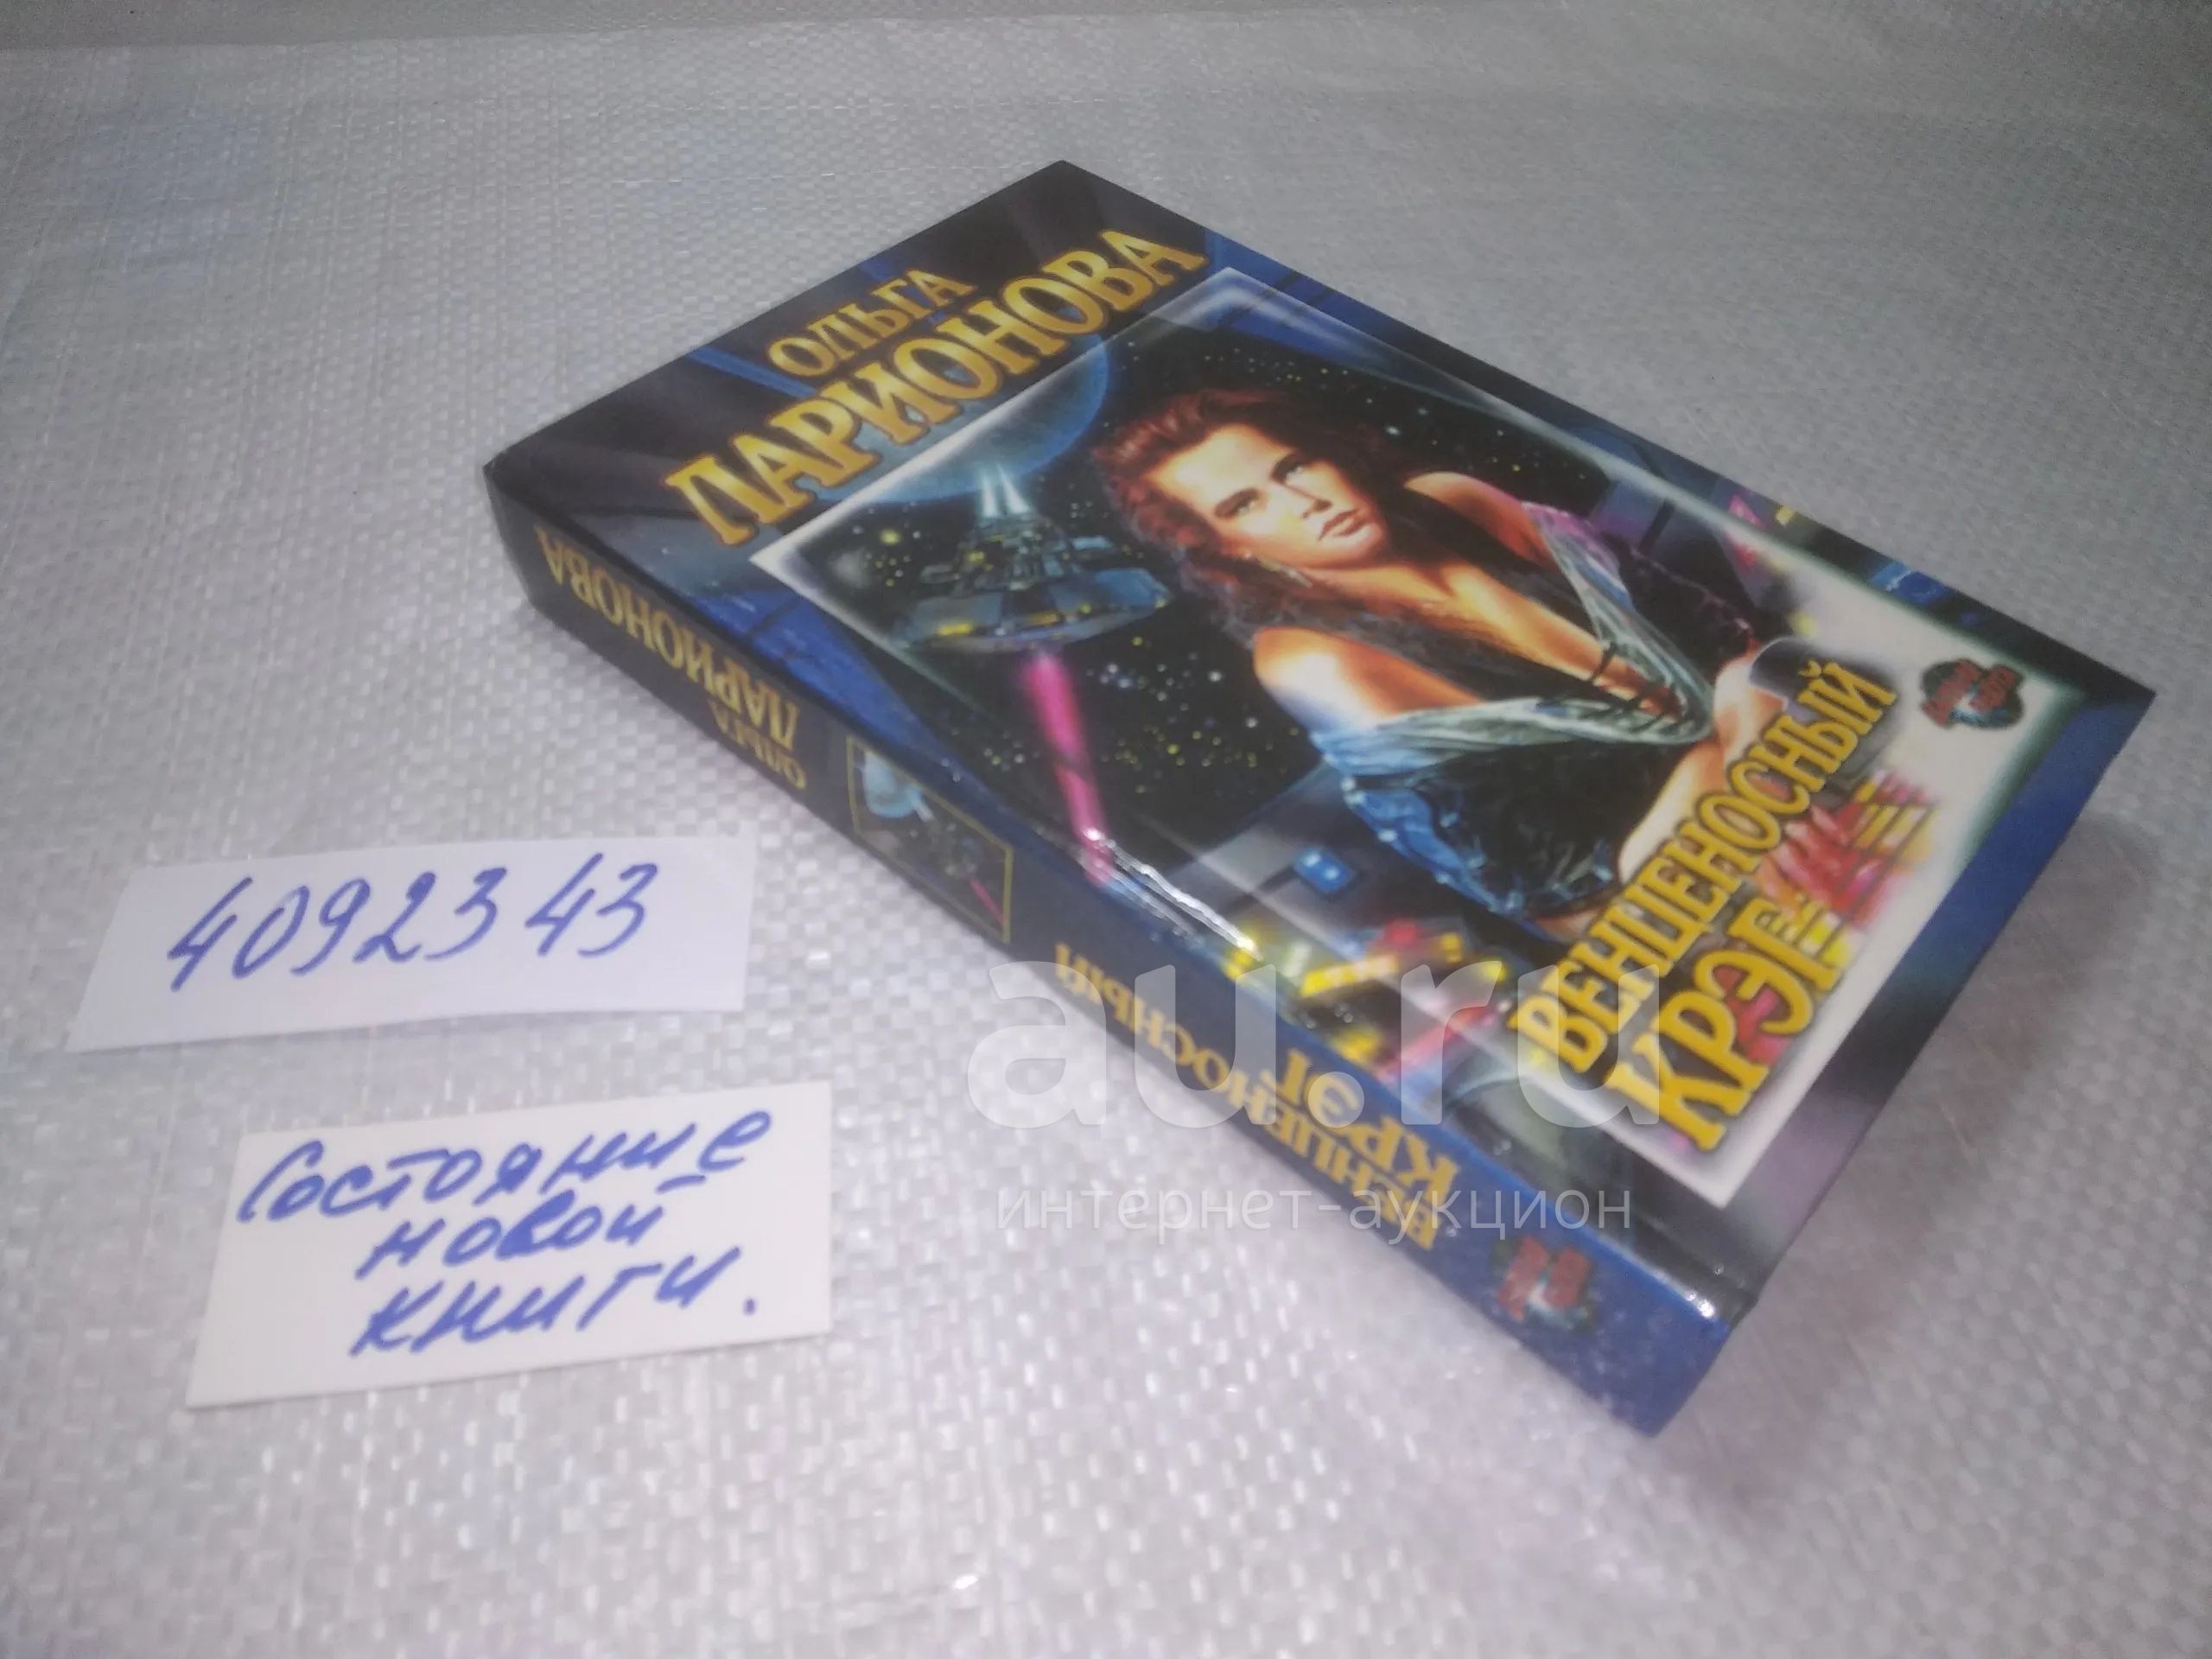 ОЛЬГА
ЛАРИОНОВА
ВЕНЦЕНОСНЫЙ
КРЭГ
ОЛЬГА
ЛАРИОНОВА
ВЕНЦЕНОСНЫЙ
КРЭГ
4092343
Состояние
новой
книги.
au.ru
интернет-аукцион